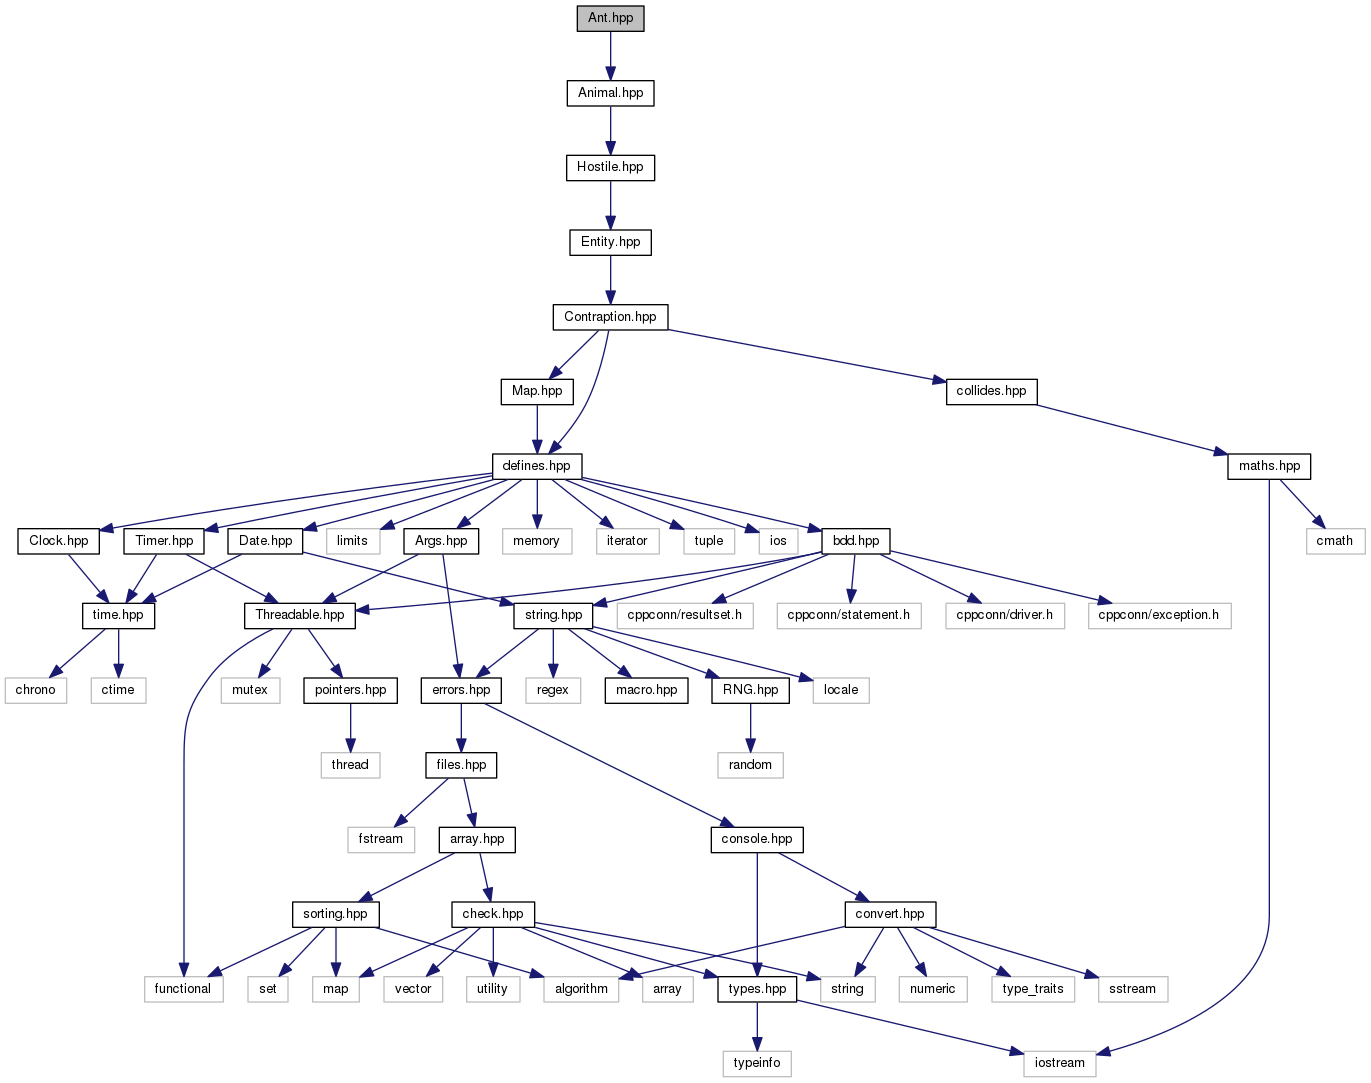 Ant.hpp
Animal.hpp
Hostile.hpp
Entity.hpp
Contraption.hpp
Map.hpp
collides.hpp
defines.hpp
maths.hpp
Clock.hpp
Timer.hpp
Date.hpp
limits
Args.hpp
memory
iterator
tuple
ios
bdd.hpp
cmath
time.hpp
Threadable.hpp
string.hpp
cppconn/resultset.h
cppconn/statement.h
cppconn/driver.h
cppconn/exception.h
chrono
ctime
mutex
pointers.hpp
errors.hpp
regex
macro.hpp
RNG.hpp
locale
thread
files.hpp
random
fstream
array.hpp
console.hpp
sorting.hpp
check.hpp
convert.hpp
functional
set
map
vector
utility
algorithm
array
types.hpp
string
numeric
type_traits
sstream
typeinfo
iostream